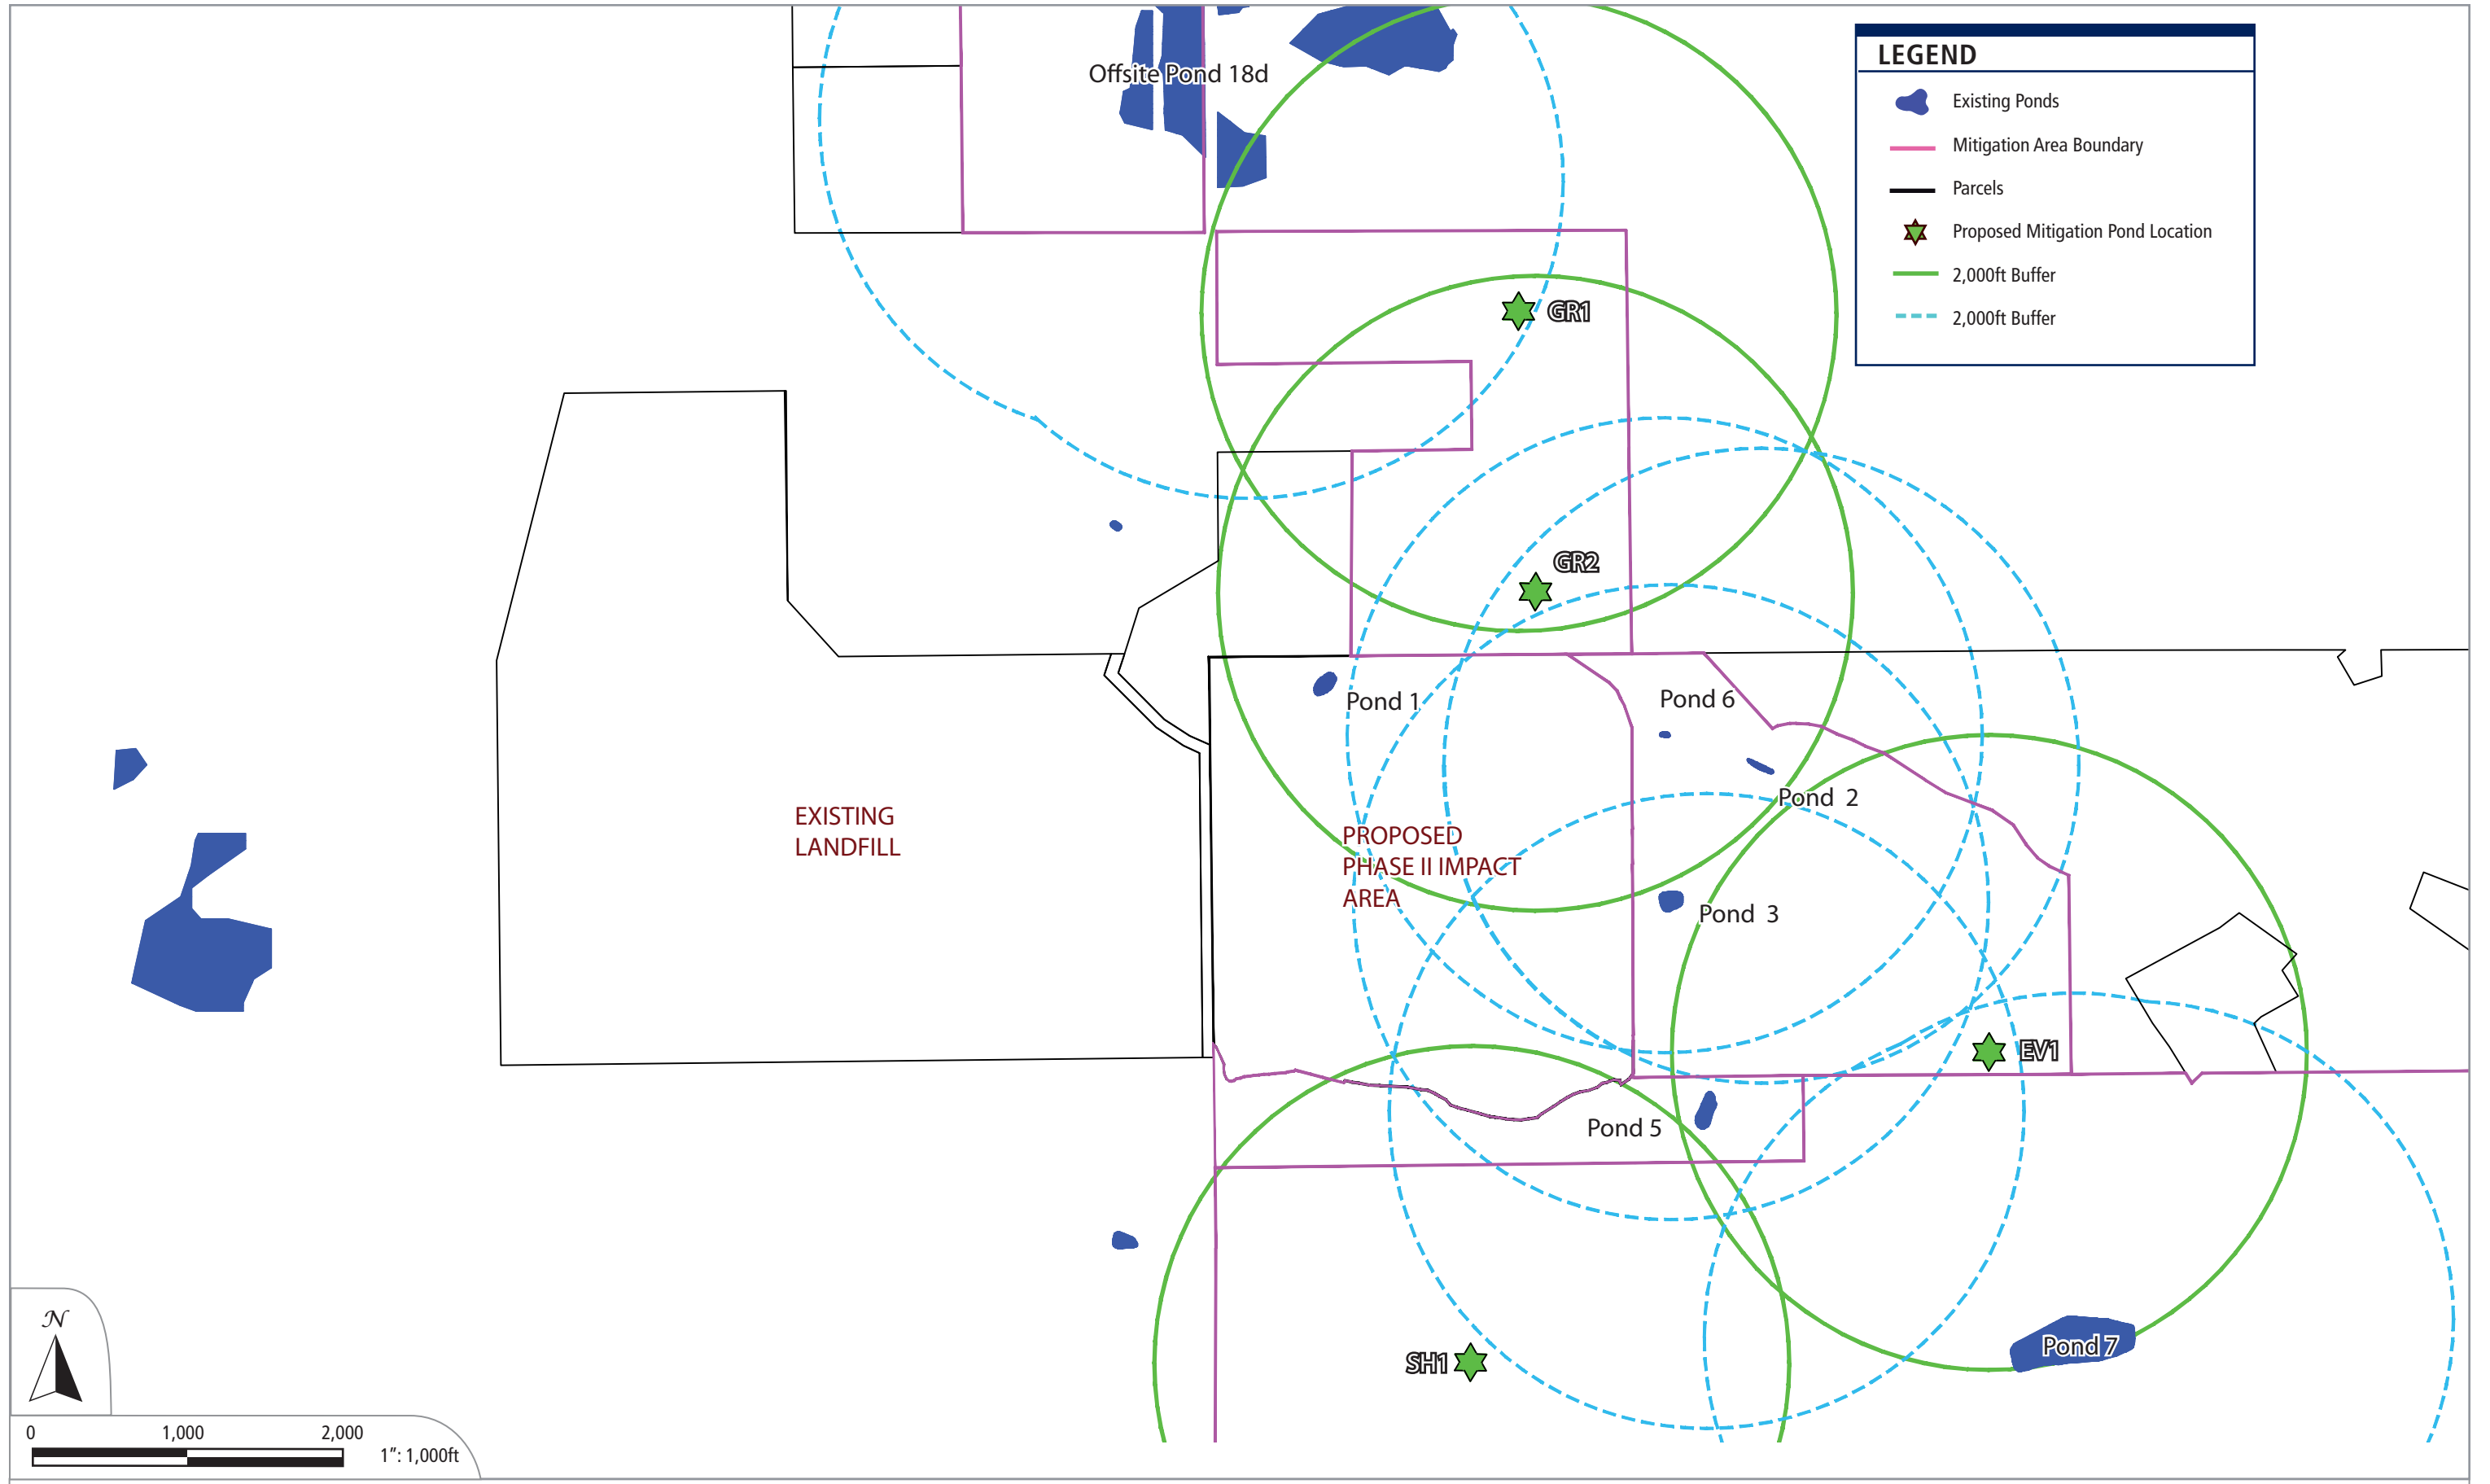 Offsite Pond 18d
LEGEND
Existing Ponds
Mitigation Area Boundary
Parcels
Proposed Mitigation Pond Location
2,000ft Buffer
2,000ft Buffer
GR1
GR2
Pond 1
Pond 6
Pond 2
EXISTING
LANDFILL
PROPOSED
PHASE II IMPACT
AREA
Pond 3
EV1
Pond 5
Pond 7
SH1
N
0 1,000 2,000
1”: 1,000ft